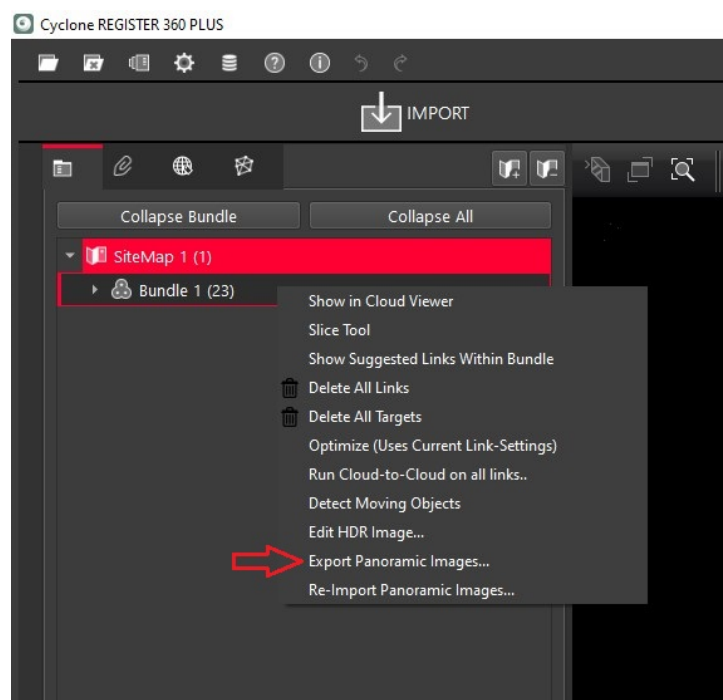 Cyclone REGISTER 360 PLUS
IMPORT
Collapse Bundle
Collapse All
SiteMap 1 (1)
Bundle 1 (23)
Show in Cloud Viewer
Slice Tool
Show Suggested Links Within Bundle
Delete All Links
Delete All Targets
Optimize (Uses Current Link-Settings)
Run Cloud-to-Cloud on all links..
Detect Moving Objects
Edit HDR Image...
Export Panoramic Images...
Re-Import Panoramic Images...